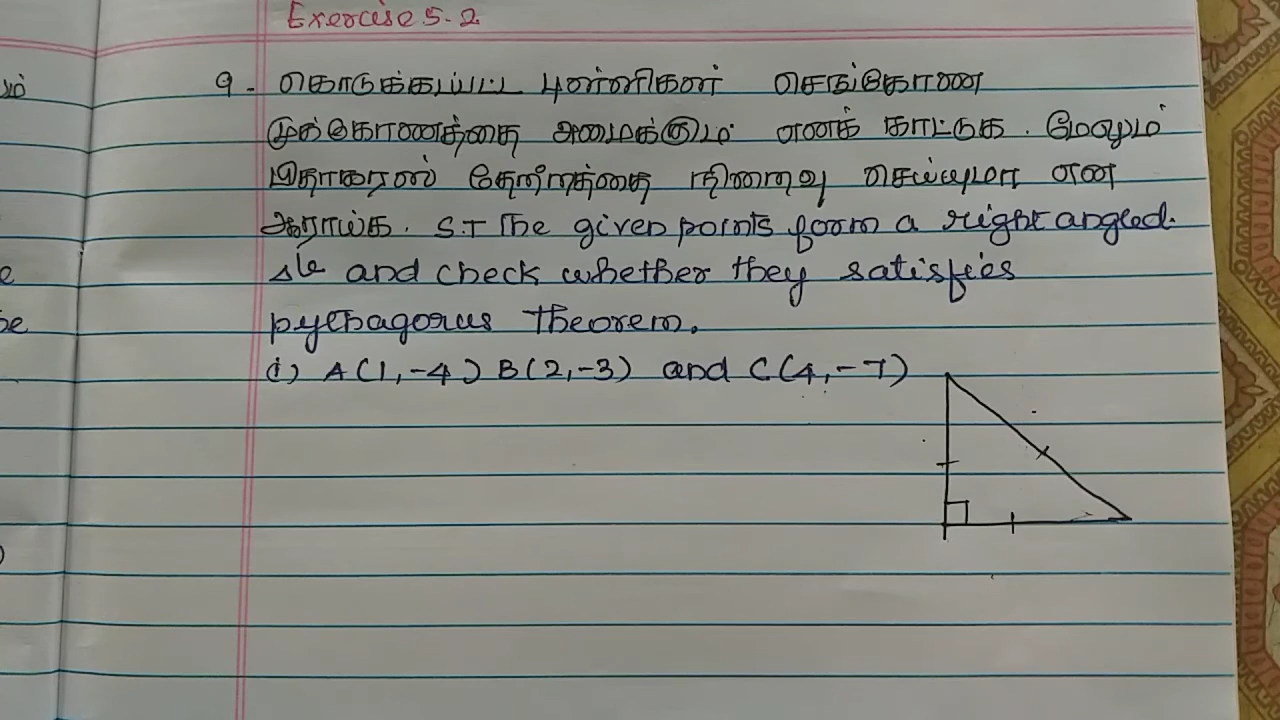 Exercise 5.2
9. கொடுக்கப்பட்ட புள்ளிகள் செங்கோண
முக்கோணத்தை அமைக்கும் எனக் காட்டுக. மேலும்
பிதாகரஸ் தேற்றத்தை நிறைவு செய்யுமா என
ஆராய்க. S.T the given points form a right angled
Δle and check whether they satisfies
pythagorus theorem.
(i) A(1,-4) B(2,-3) and C(4,-7)